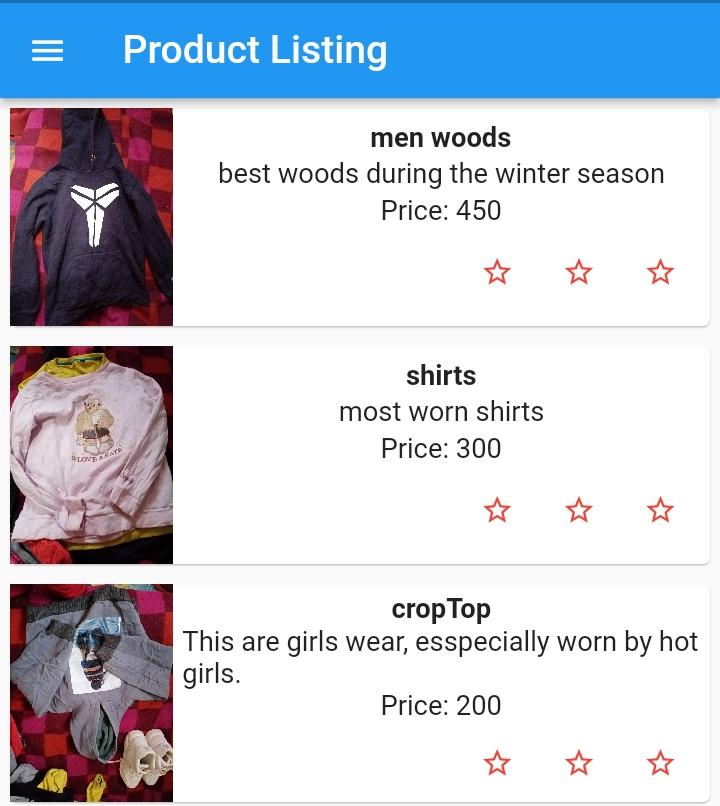 Product Listing
men woods
best woods during the winter season
Price: 450
shirts
most worn shirts
Price: 300
cropTop
This are girls wear, esspecially worn by hot
girls.
Price: 200